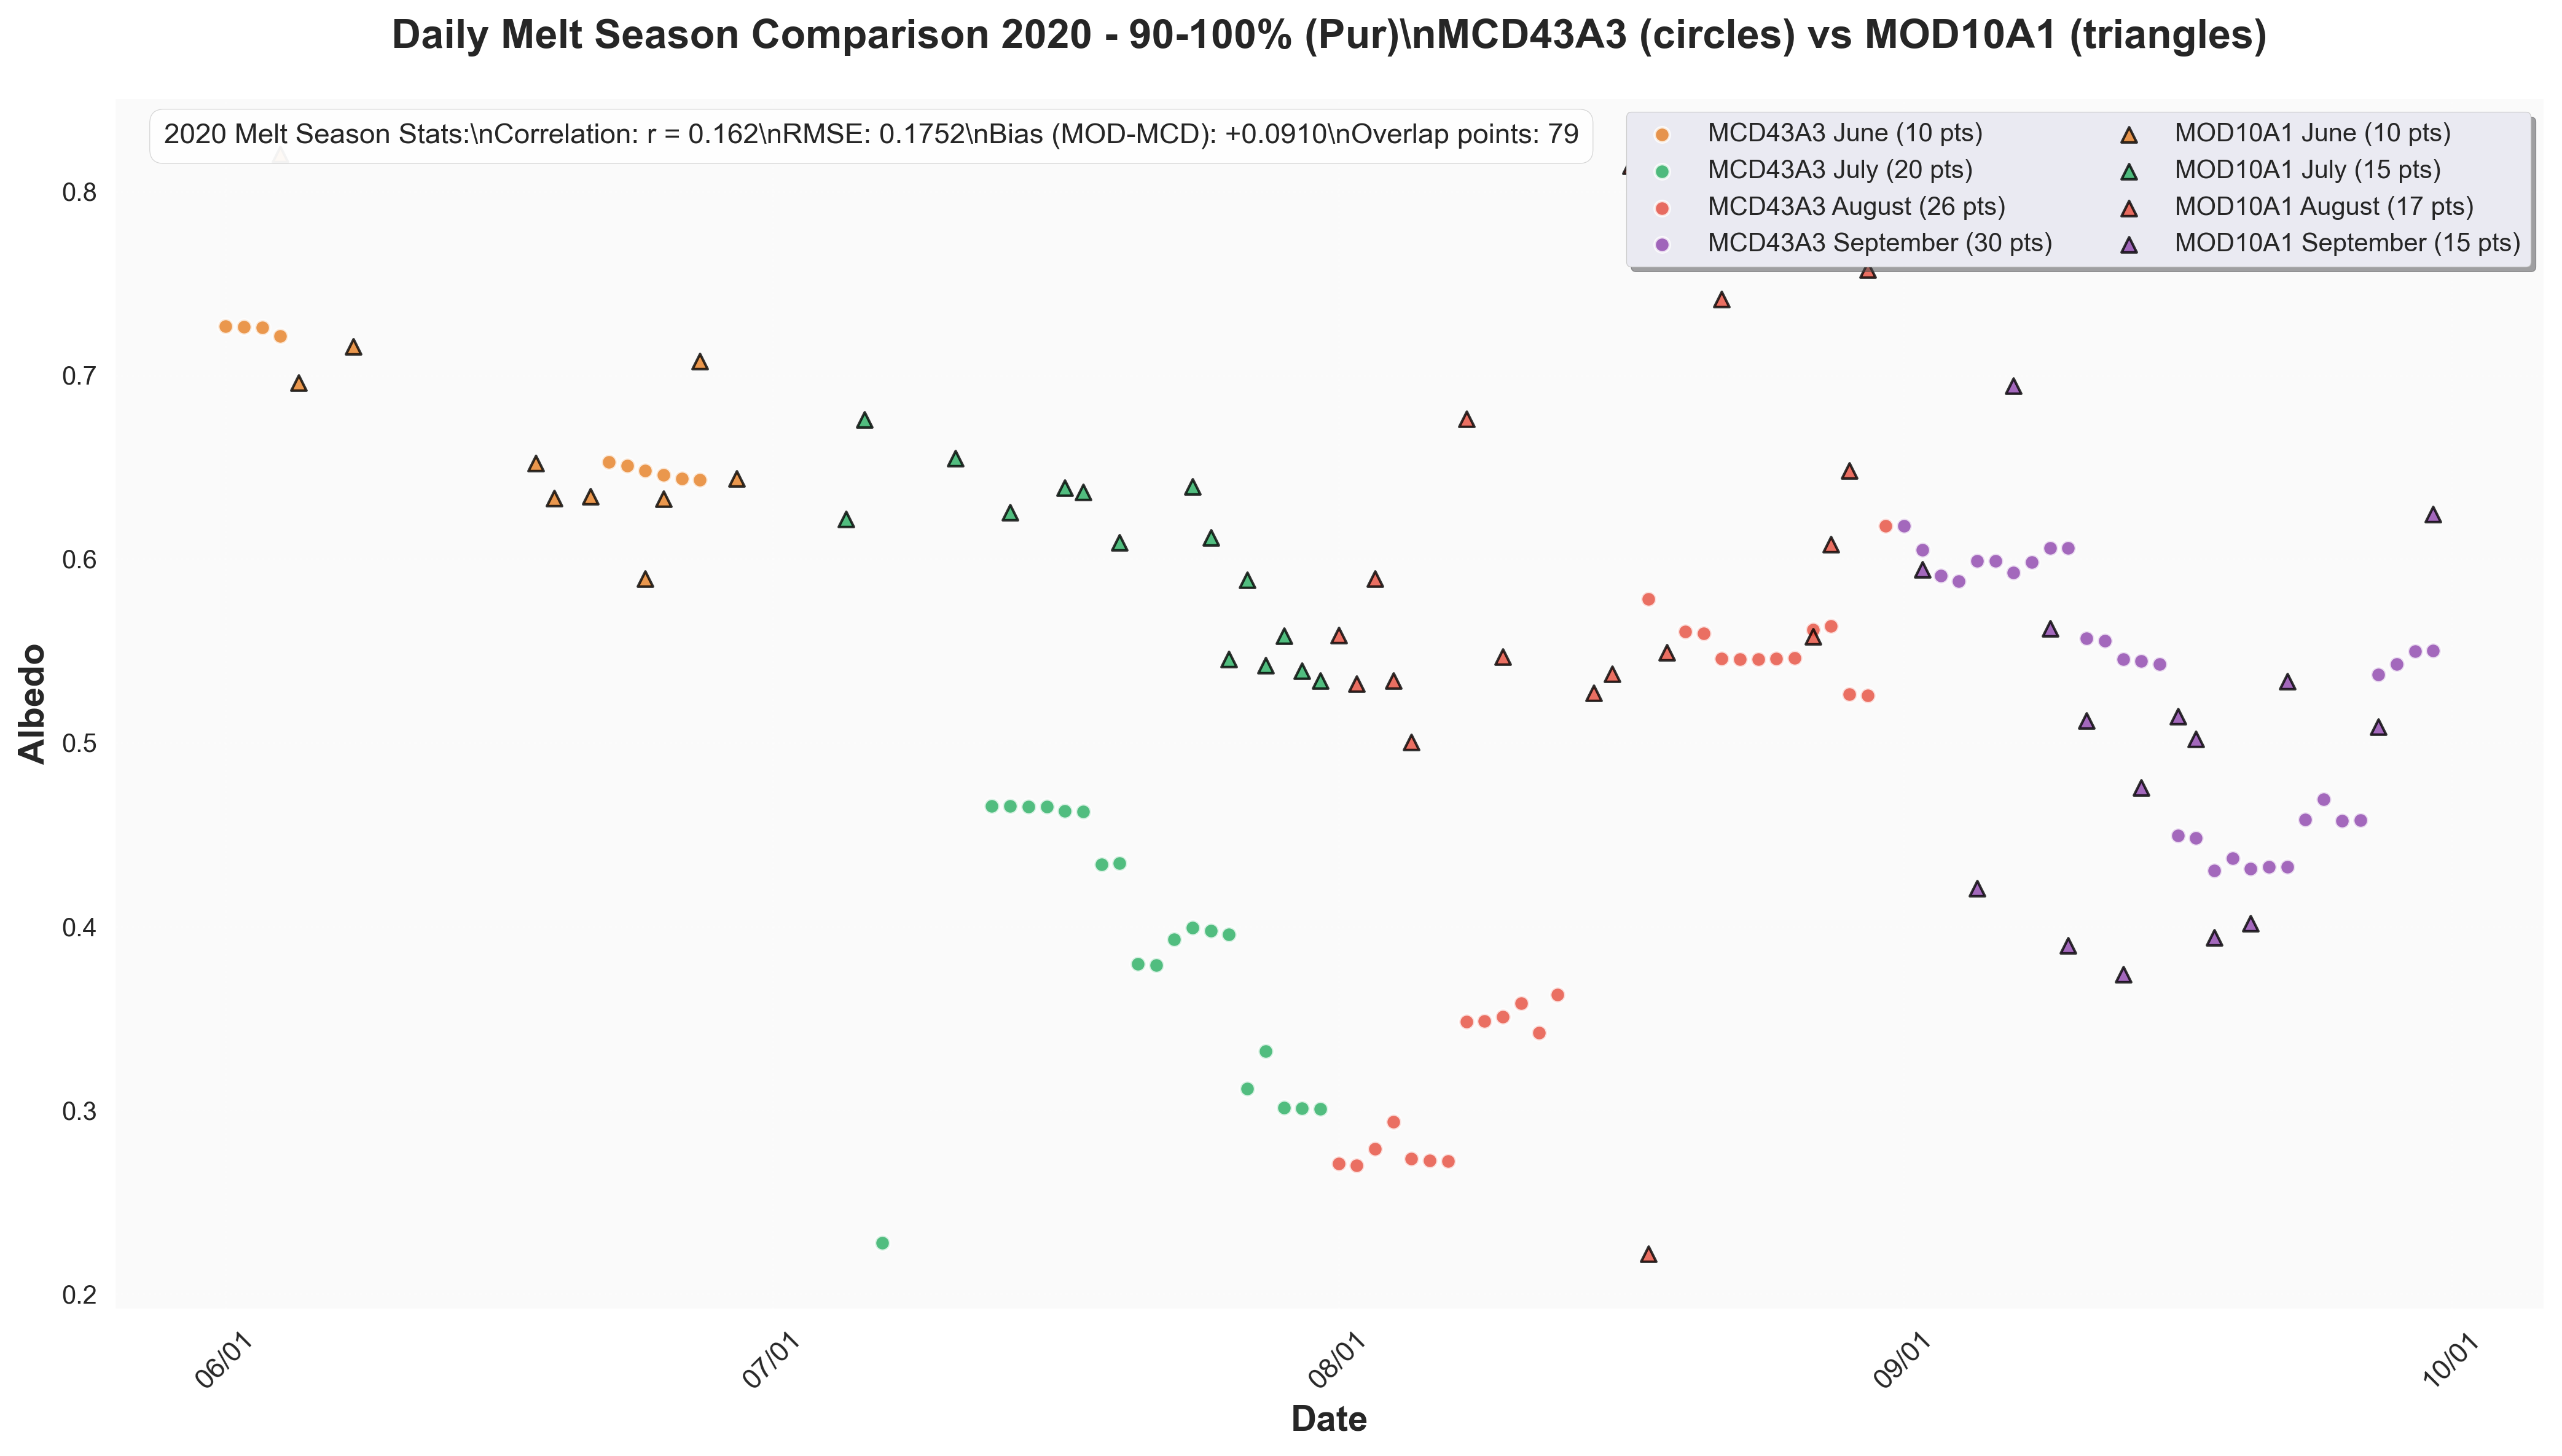 Daily Melt Season Comparison 2020 - 90-100% (Pur)\nMCD43A3 (circles) vs MOD10A1 (triangles)
2020 Melt Season Stats:\nCorrelation: r = 0.162\nRMSE: 0.1752\nBias (MOD-MCD): +0.0910\nOverlap points: 79
MCD43A3 June (10 pts)
MCD43A3 July (20 pts)
MCD43A3 August (26 pts)
MCD43A3 September (30 pts)
MOD10A1 June (10 pts)
MOD10A1 July (15 pts)
MOD10A1 August (17 pts)
MOD10A1 September (15 pts)
Albedo
0.8
0.7
0.6
0.5
0.4
0.3
0.2
06/01
07/01
08/01
09/01
10/01
Date